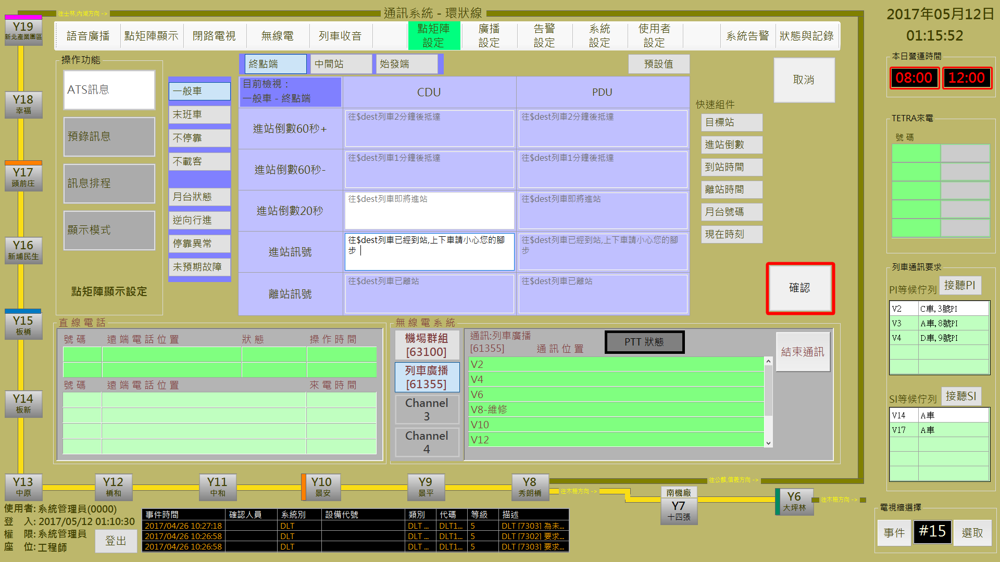 通訊系統 - 環狀線
2017年05月12日
01:15:52
往士林,內湖方向 ->
語音廣播
點矩陣顯示
閉路電視
無線電
列車收音
點矩陣
設定
廣播
設定
告警
設定
系統
設定
使用者
設定
系統告警
狀態與記錄
Y19
新北產業園區
Y18
幸福
Y17
頭前庄
Y16
新埔民生
Y15
板橋
Y14
板新
Y13
中原
操作功能
ATS訊息
預錄訊息
訊息排程
顯示模式
點矩陣顯示設定
一般車
末班車
不停靠
不載客
月台狀態
逆向行進
停靠異常
未預期故障
終點端
中間站
始發端
預設值
目前檢視：
一般車 - 終點端
CDU
PDU
進站倒數60秒+
往$dest列車2分鐘後抵達
往$dest列車2分鐘後抵達
進站倒數60秒-
往$dest列車1分鐘後抵達
往$dest列車1分鐘後抵達
進站倒數20秒
往$dest列車即將進站
往$dest列車即將進站
進站訊號
往$dest列車已經到站,上下車請小心您的腳
步
往$dest列車已經到站,上下車請小心您的腳
步
離站訊號
往$dest列車已離站
往$dest列車已離站
快速組件
目標站
進站倒數
到站時間
離站時間
月台號碼
現在時刻
取消
確認
本日營運時間
08:00
12:00
TETRA來電
號 碼
列車通訊要求
PI等候佇列
接聽PI
V2 C車,3號PI
V3 A車,8號PI
V4 D車,9號PI
SI等候佇列
接聽SI
V14 A車
V17 A車
直 線 電 話
號 碼 遠 端 電 話 位 置 狀 態 操 作 時 間
號 碼 遠 端 電 話 位 置 來 電 時 間
無 線 電 系 統
機場群組
[63100]
列車廣播
[61355]
Channel
3
Channel
4
通訊:列車廣播
[61355]
通 訊 位 置
PTT 狀態
結束通訊
V2
V4
V6
V8-維修
V10
V12
Y12
橋和
Y11
中和
Y10
景安
Y9
景平
Y8
秀朗橋
往公館,信義方向 ->
往木柵方向 ->
南機廠
Y7
十四張
Y6
大坪林
往木柵方向 ->
使用者: 系統管理員(0000)
登 入: 2017/05/12 01:10:30
權 限: 系統管理員
座 位: 工程師
登出
事件時間 確認人員 系統別 設備代號 類別 代碼 等級 描述
2017/04/26 10:27:18 DLT DLT ... DLT1... 5 DLT [7303] 為未...
2017/04/26 10:26:58 DLT DLT ... DLT1... 5 DLT [7302] 要求...
2017/04/26 10:26:58 DLT DLT ... DLT1... 5 DLT [7303] 要求...
電視牆選擇
事件
#15
選取